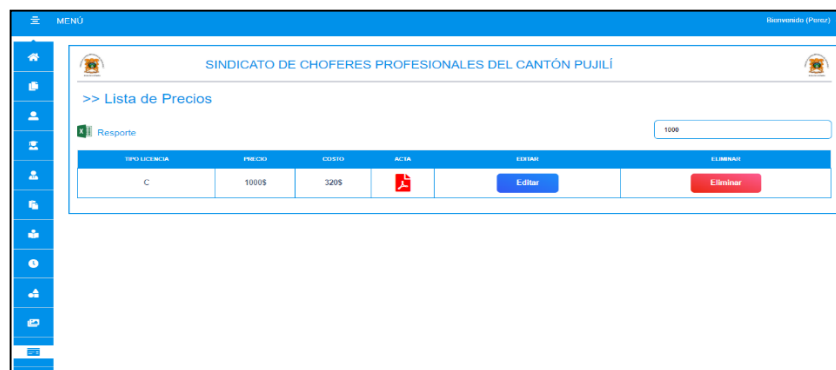 MENÚ
Bienvenido (Perez)
SINDICATO DE CHOFERES PROFESIONALES DEL CANTÓN PUJILÍ
>> Lista de Precios
Resporte
1000
TIPO LICENCIA PRECIO COSTO ACTA EDITAR ELIMINAR
C 1000$ 320$ Editar Eliminar